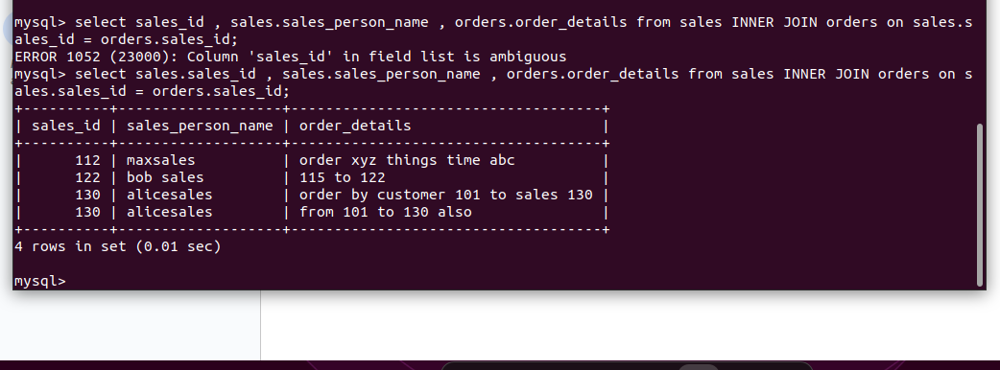 mysql> select sales_id , sales.sales_person_name , orders.order_details from sales INNER JOIN orders on sales.s
ales_id = orders.sales_id;
ERROR 1052 (23000): Column 'sales_id' in field list is ambiguous
mysql> select sales.sales_id , sales.sales_person_name , orders.order_details from sales INNER JOIN orders on s
ales.sales_id = orders.sales_id;
+----------+-------------------+------------------------------------+
| sales_id | sales_person_name | order_details                      |
+----------+-------------------+------------------------------------+
|      112 | maxsales          | order xyz things time abc          |
|      122 | bob sales         | 115 to 122                         |
|      130 | alicesales        | order by customer 101 to sales 130 |
|      130 | alicesales        | from 101 to 130 also               |
+----------+-------------------+------------------------------------+
4 rows in set (0.01 sec)
mysql>